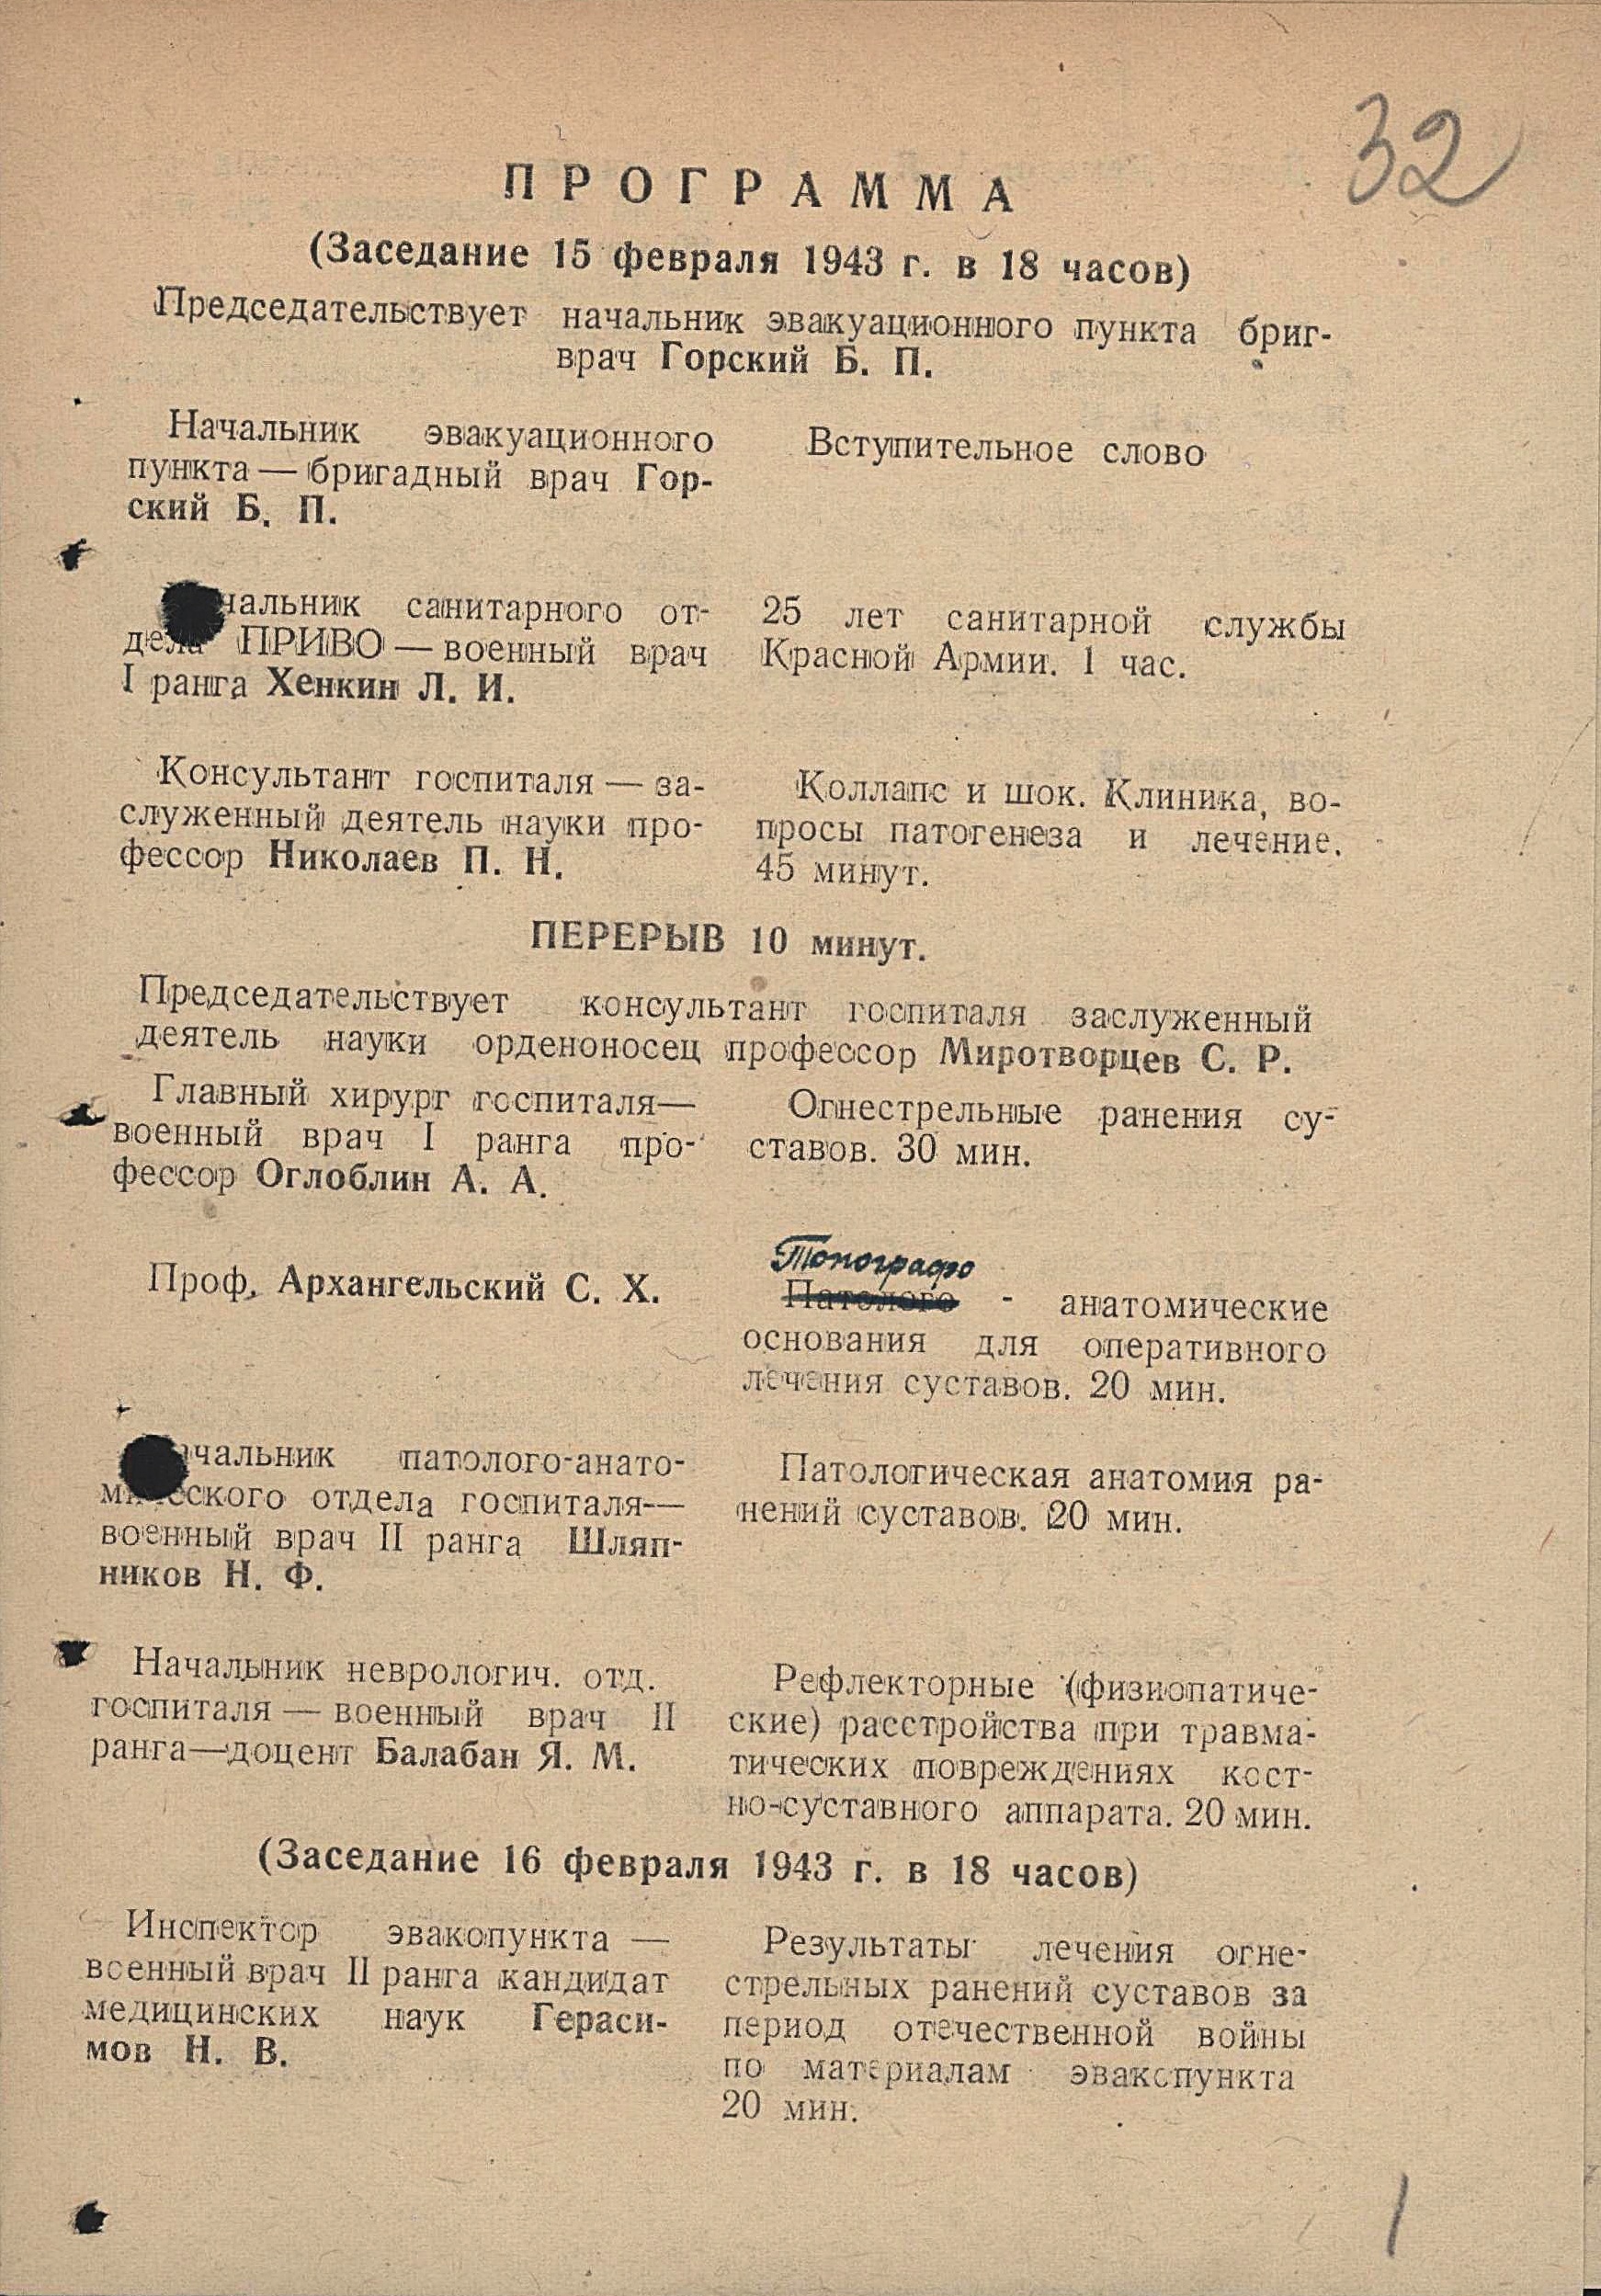 32
ПРОГРАММА
(Заседание 15 февраля 1943 г. в 18 часов)
Председательствует начальник эвакуационного пункта бриг-
врач Горский Б. П.
Начальник эвакуационного
пункта — бригадный врач Гор-
ский Б. П.
Вступительное слово
чальник санитарного от-
дела ПРИВО — военный врач
I ранга Хенкин Л. И.
25 лет санитарной службы
Красной Армии. 1 час.
Консультант госпиталя — за-
служенный деятель науки про-
фессор Николаев П. Н.
Коллапс и шок. Клиника, во-
просы патогенеза и лечение.
45 минут.
ПЕРЕРЫВ 10 минут.
Председательствует консультант госпиталя заслуженный
деятель науки орденоносец профессор Миротворцев С. Р.
Главный хирург госпиталя—
военный врач I ранга про-
фессор Оглоблин А. А.
Огнестрельные ранения су-
ставов. 30 мин.
Проф. Архангельский С. Х.
Топографо
Патолого - анатомические
основания для оперативного
лечения суставов. 20 мин.
ачальник патолого-анато-
мического отдела госпиталя—
военный врач II ранга Шляп-
ников Н. Ф.
Патологическая анатомия ра-
нений суставов. 20 мин.
Начальник неврологич. отд.
госпиталя — военный врач II
ранга—доцент Балабан Я. М.
Рефлекторные (физиопатиче-
ские) расстройства при травма-
тических повреждениях кост-
но-суставного аппарата. 20 мин.
(Заседание 16 февраля 1943 г. в 18 часов)
Инспектор эвакопункта —
военный врач II ранга кандидат
медицинских наук Гераси-
мов Н. В.
Результаты лечения огне-
стрельных ранений суставов за
период отечественной войны
по материалам эвакопункта
20 мин.
1